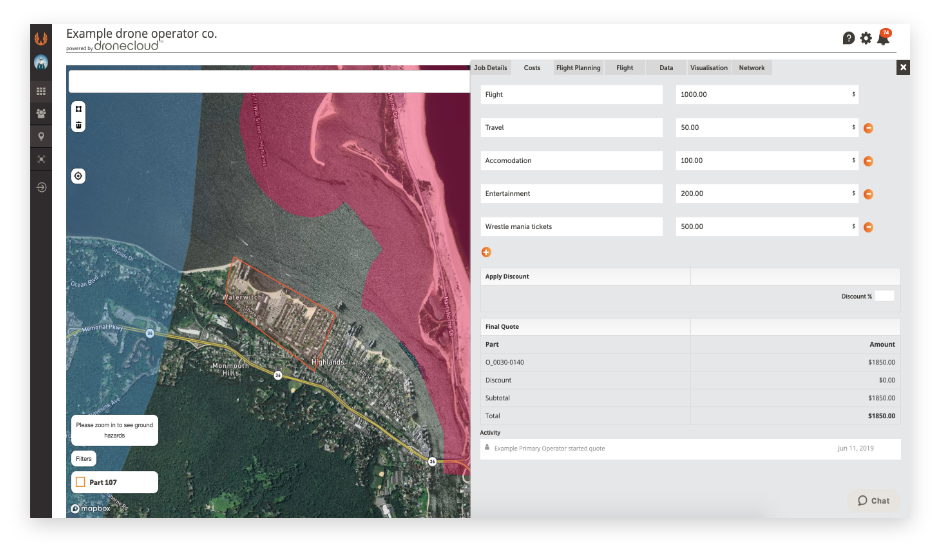 Example drone operator co.
powered by dronecloud™
74
Job Details Costs Flight Planning Flight Data Visualisation Network
Flight 1000.00 $
Travel 50.00 $
Accomodation 100.00 $
Entertainment 200.00 $
Wrestle mania tickets 500.00 $
Apply Discount
Discount %
Final Quote
Part Amount
O_0030-0140 $1850.00
Discount $0.00
Subtotal $1850.00
Total $1850.00
Activity
Example Primary Operator started quote Jun 11, 2019
Chat
Ocean Blvd
Memorial Pkwy
36
Waterwitch
Highlands
Monmouth
Hills
36
36
Please zoom in to see ground
hazards
Filters
Part 107
mapbox